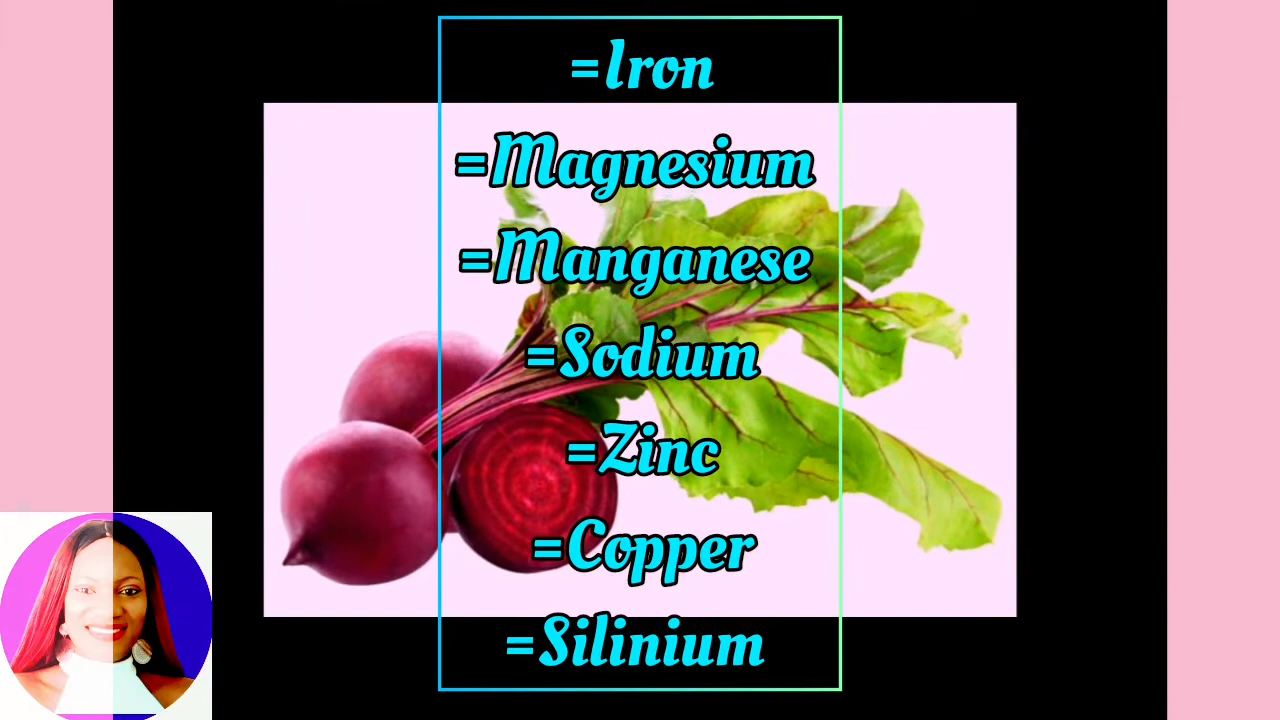 =Iron
=Magnesium
=Manganese
=Sodium
=Zinc
=Copper
=Silinium